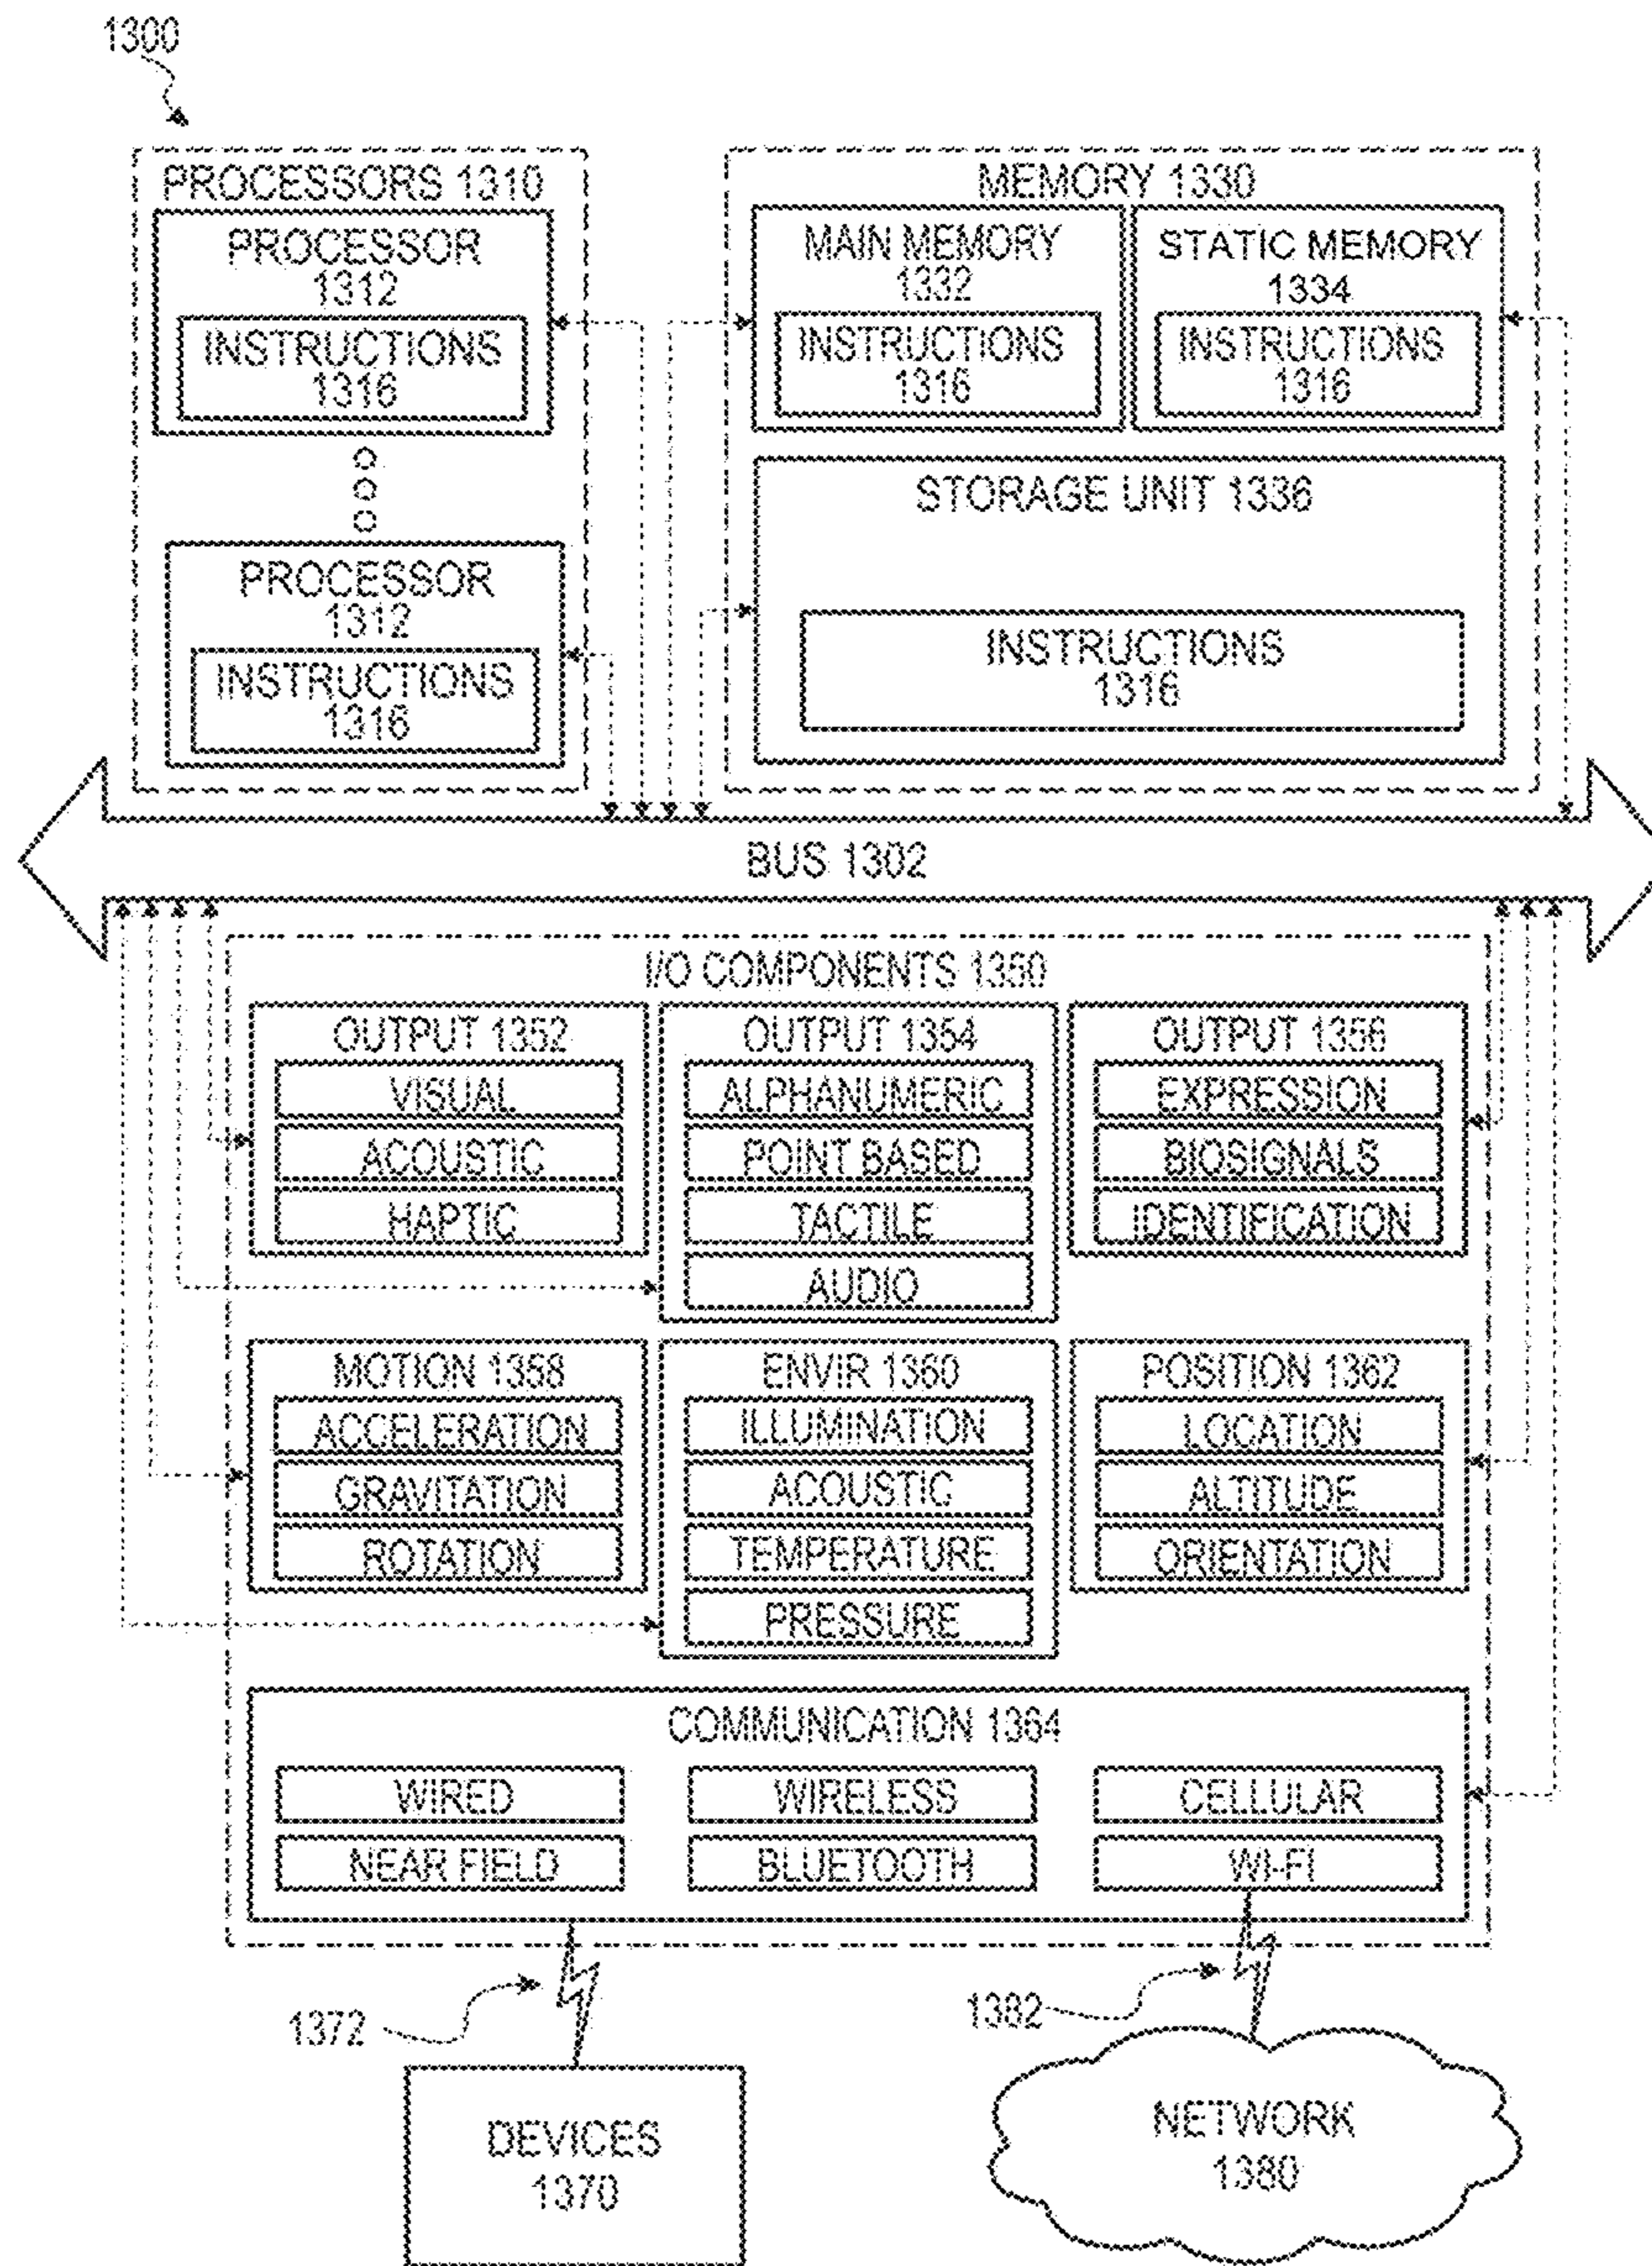 1300
PROCESSORS 1310
PROCESSOR
1312
INSTRUCTIONS
1316
PROCESSOR
1312
INSTRUCTIONS
1316
MEMORY 1330
MAIN MEMORY
1332
INSTRUCTIONS
1316
STATIC MEMORY
1334
INSTRUCTIONS
1316
STORAGE UNIT 1336
INSTRUCTIONS
1316
BUS 1302
I/O COMPONENTS 1350
OUTPUT 1352
VISUAL
ACOUSTIC
HAPTIC
OUTPUT 1354
ALPHANUMERIC
POINT BASED
TACTILE
AUDIO
OUTPUT 1356
EXPRESSION
BIOSIGNALS
IDENTIFICATION
MOTION 1358
ACCELERATION
GRAVITATION
ROTATION
ENVIR 1360
ILLUMINATION
ACOUSTIC
TEMPERATURE
PRESSURE
POSITION 1362
LOCATION
ALTITUDE
ORIENTATION
COMMUNICATION 1364
WIRED
WIRELESS
CELLULAR
NEAR FIELD
BLUETOOTH
WI-FI
1372
1382
DEVICES
1370
NETWORK
1380